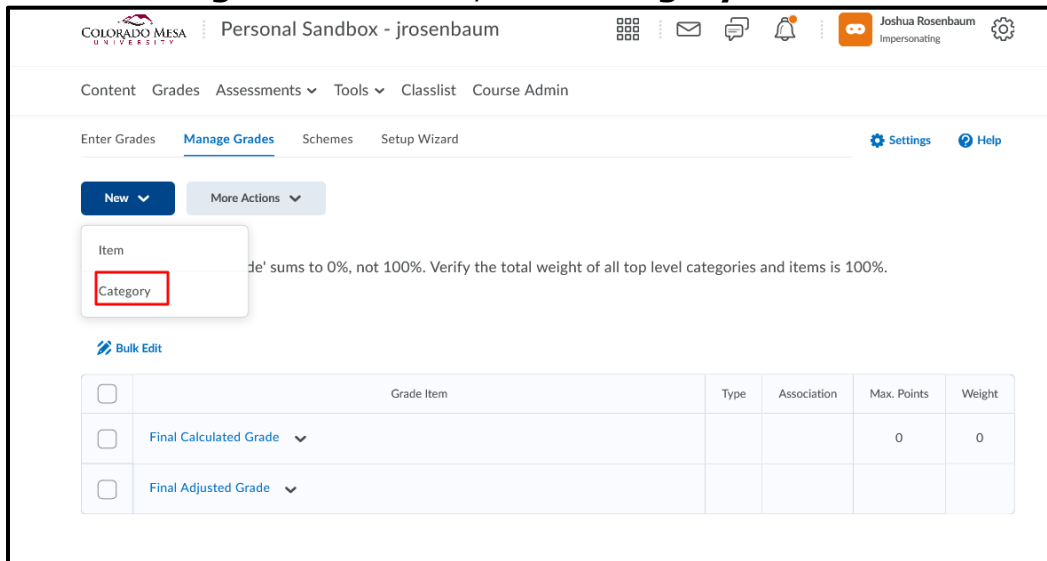 COLORADO MESA
UNIVERSITY
Personal Sandbox - jrosenbaum
Joshua Rosenbaum
Impersonating
Content Grades Assessments Tools Classlist Course Admin
Enter Grades Manage Grades Schemes Setup Wizard Settings Help
New More Actions
Item
de' sums to 0%, not 100%. Verify the total weight of all top level categories and items is 100%.
Category
Bulk Edit
Grade Item Type Association Max. Points Weight
Final Calculated Grade 0 0
Final Adjusted Grade